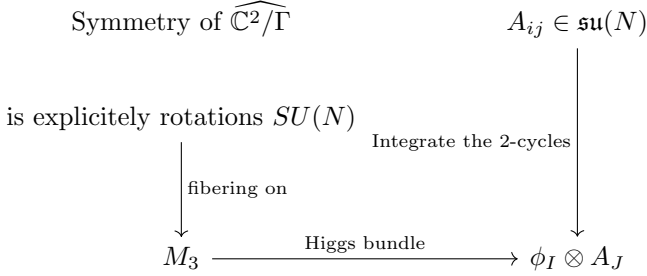 Symmetry of $\widehat{\mathbb{C}^2/\Gamma}$
$A_{ij} \in \mathfrak{su}(N)$
is explicitely rotations $SU(N)$
Integrate the 2-cycles
fibering on
$M_3$
Higgs bundle
$\phi_I \otimes A_J$